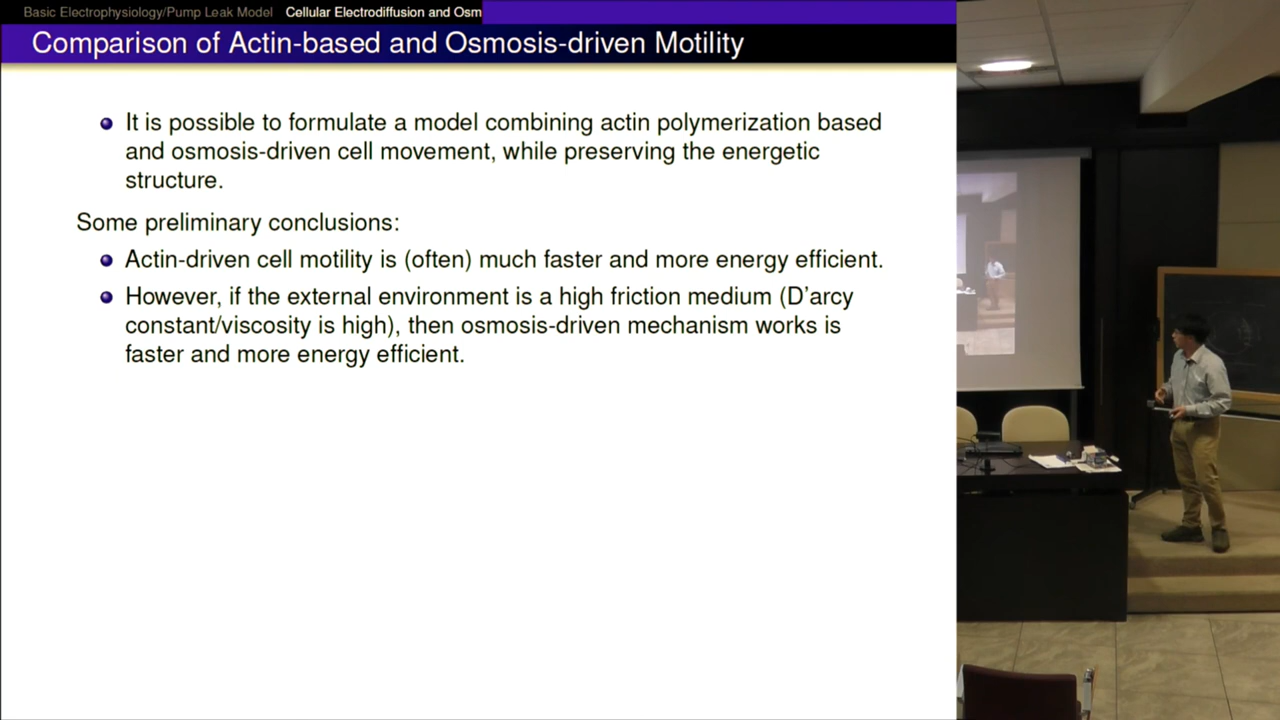 Basic Electrophysiology/Pump Leak Model Cellular Electrodiffusion and Osm
Comparison of Actin-based and Osmosis-driven Motility
It is possible to formulate a model combining actin polymerization based
and osmosis-driven cell movement, while preserving the energetic
structure.
Some preliminary conclusions:
Actin-driven cell motility is (often) much faster and more energy efficient.
However, if the external environment is a high friction medium (D'arcy
constant/viscosity is high), then osmosis-driven mechanism works is
faster and more energy efficient.